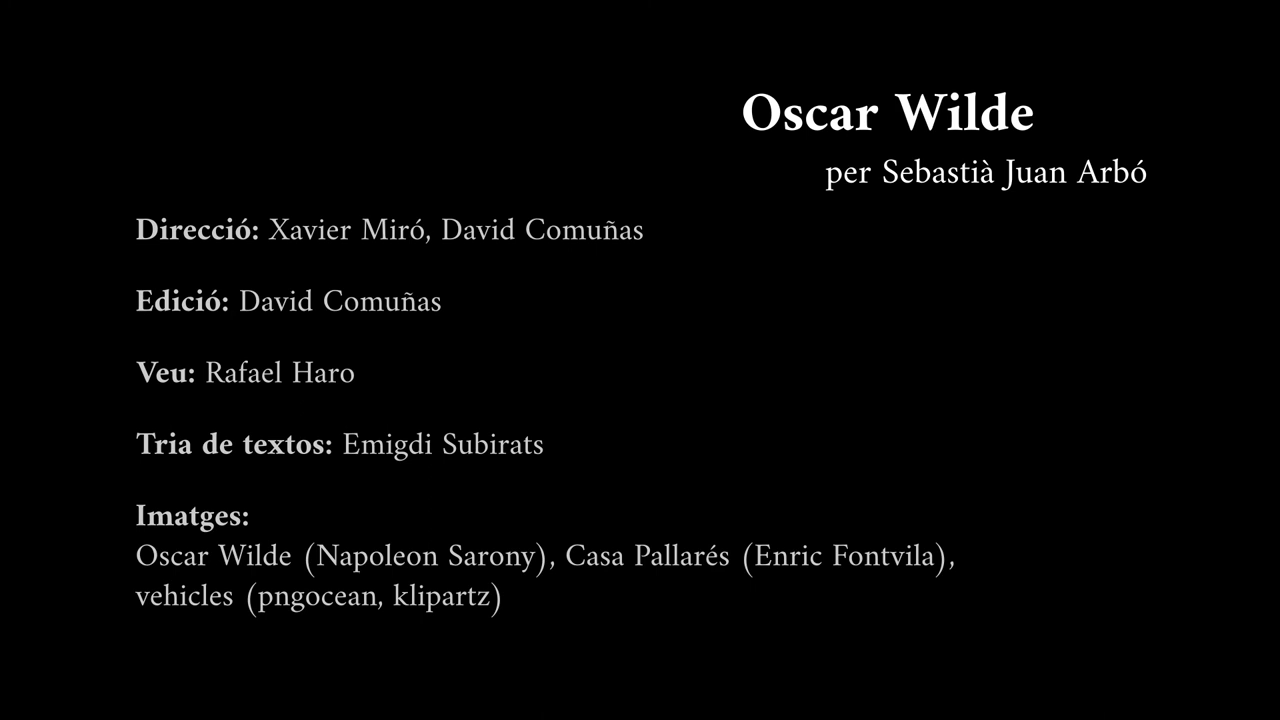 Oscar Wilde
per Sebastià Juan Arbó
Direcció: Xavier Miró, David Comuñas
Edició: David Comuñas
Veu: Rafael Haro
Tria de textos: Emigdi Subirats
Imatges:
Oscar Wilde (Napoleon Sarony), Casa Pallarés (Enric Fontvila),
vehicles (pngocean, klipartz)